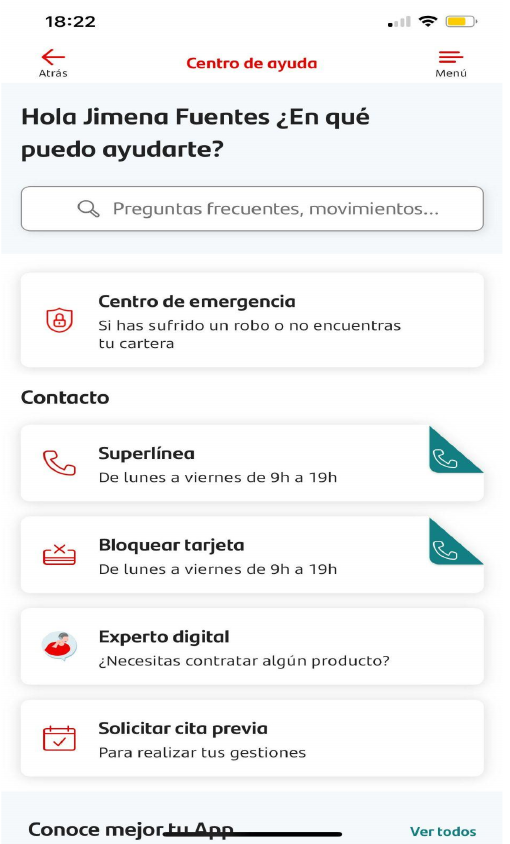 18:22
Atrás
Centro de ayuda
Menú
Hola Jimena Fuentes ¿En qué
puedo ayudarte?
Preguntas frecuentes, movimientos...
Centro de emergencia
Si has sufrido un robo o no encuentras
tu cartera
Contacto
Superlínea
De lunes a viernes de 9h a 19h
Bloquear tarjeta
De lunes a viernes de 9h a 19h
Experto digital
¿Necesitas contratar algún producto?
Solicitar cita previa
Para realizar tus gestiones
Conoce mejor tu App
Ver todos